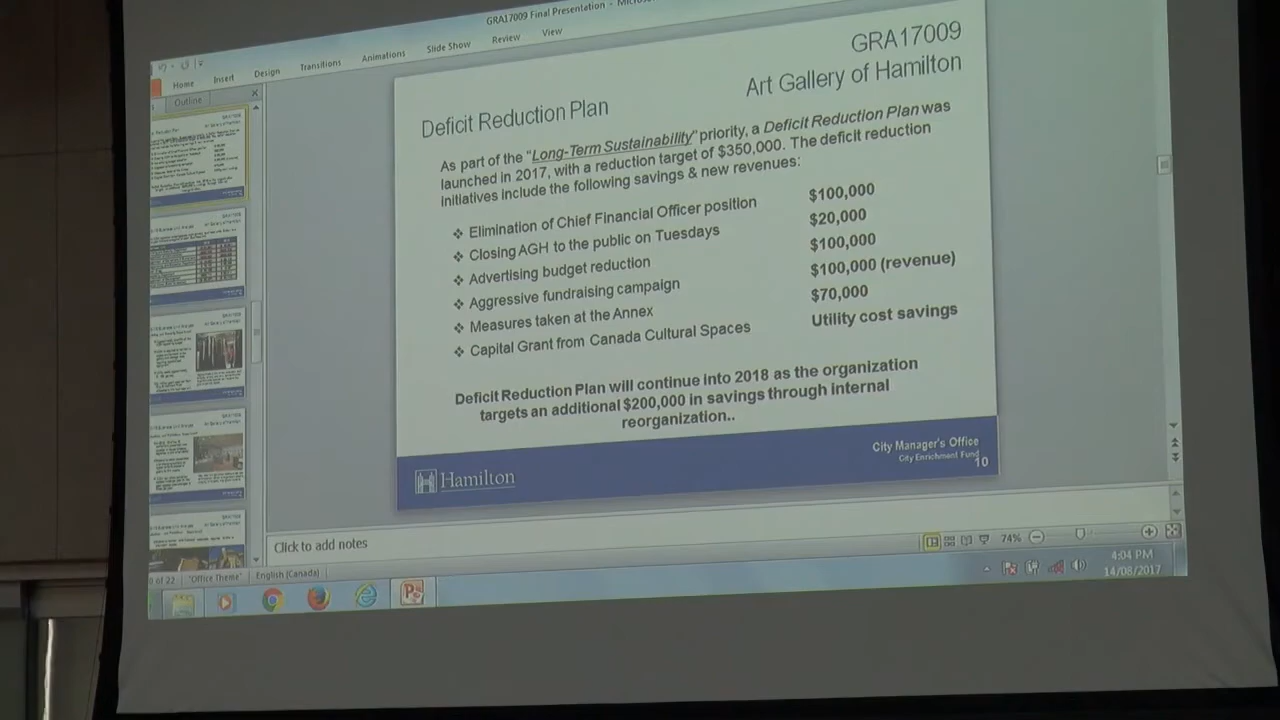 GRA17009 Final Presentation -
Home Insert Design Transitions Animations Slide Show Review View
Outline
GRA17009
Art Gallery of Hamilton
Deficit Reduction Plan
As part of the "Long-Term Sustainability" priority, a Deficit Reduction Plan was
launched in 2017, with a reduction target of $350,000. The deficit reduction
initiatives include the following savings & new revenues:
❖ Elimination of Chief Financial Officer position $100,000
❖ Closing AGH to the public on Tuesdays $20,000
❖ Advertising budget reduction $100,000
❖ Aggressive fundraising campaign $100,000 (revenue)
❖ Measures taken at the Annex $70,000
❖ Capital Grant from Canada Cultural Spaces Utility cost savings
Deficit Reduction Plan will continue into 2018 as the organization
targets an additional $200,000 in savings through internal
reorganization..
Hamilton
City Manager's Office
City Enrichment Fund
10
Click to add notes
of 22 "Office Theme" English (Canada)
74%
4:04 PM
14/08/2017